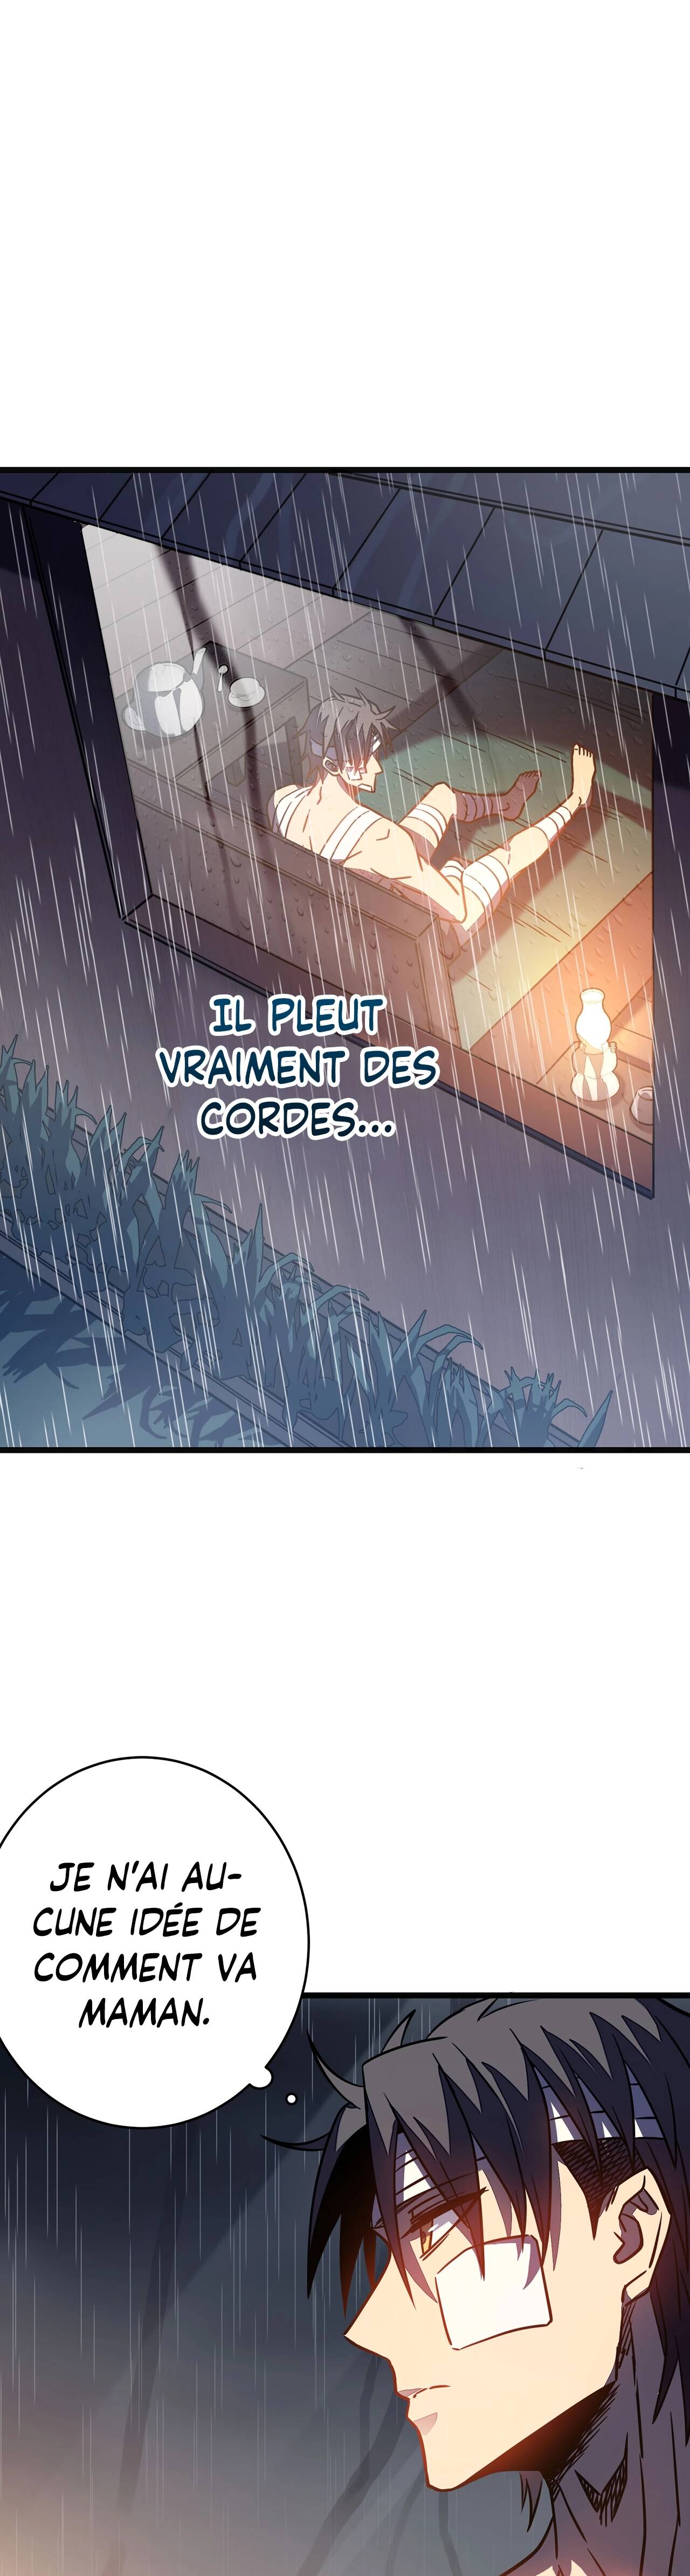 IL PLEUT
VRAIMENT DES
CORDES...
JE N'AI AU-
CUNE IDÉE DE
COMMENT VA
MAMAN.